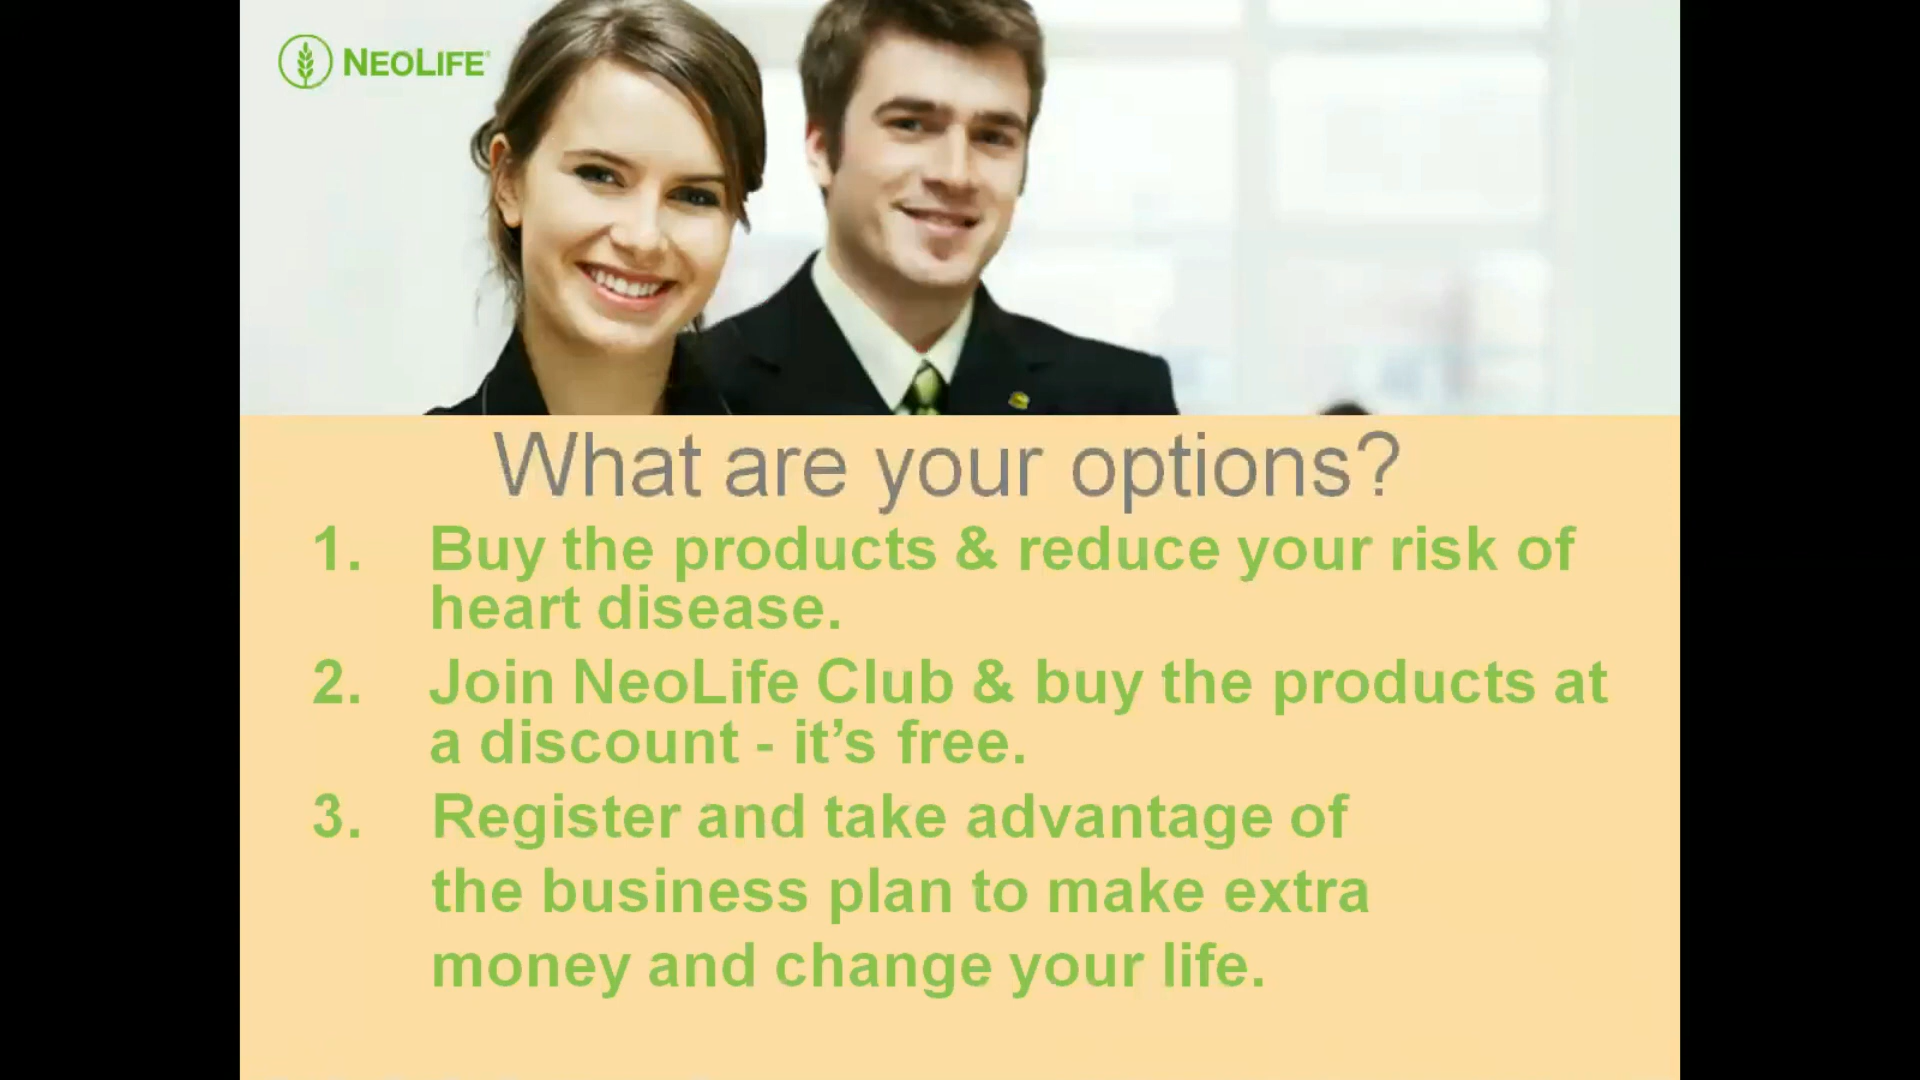 NEOLIFE
What are your options?
1. Buy the products & reduce your risk of
heart disease.
2. Join NeoLife Club & buy the products at
a discount - it’s free.
3. Register and take advantage of
the business plan to make extra
money and change your life.